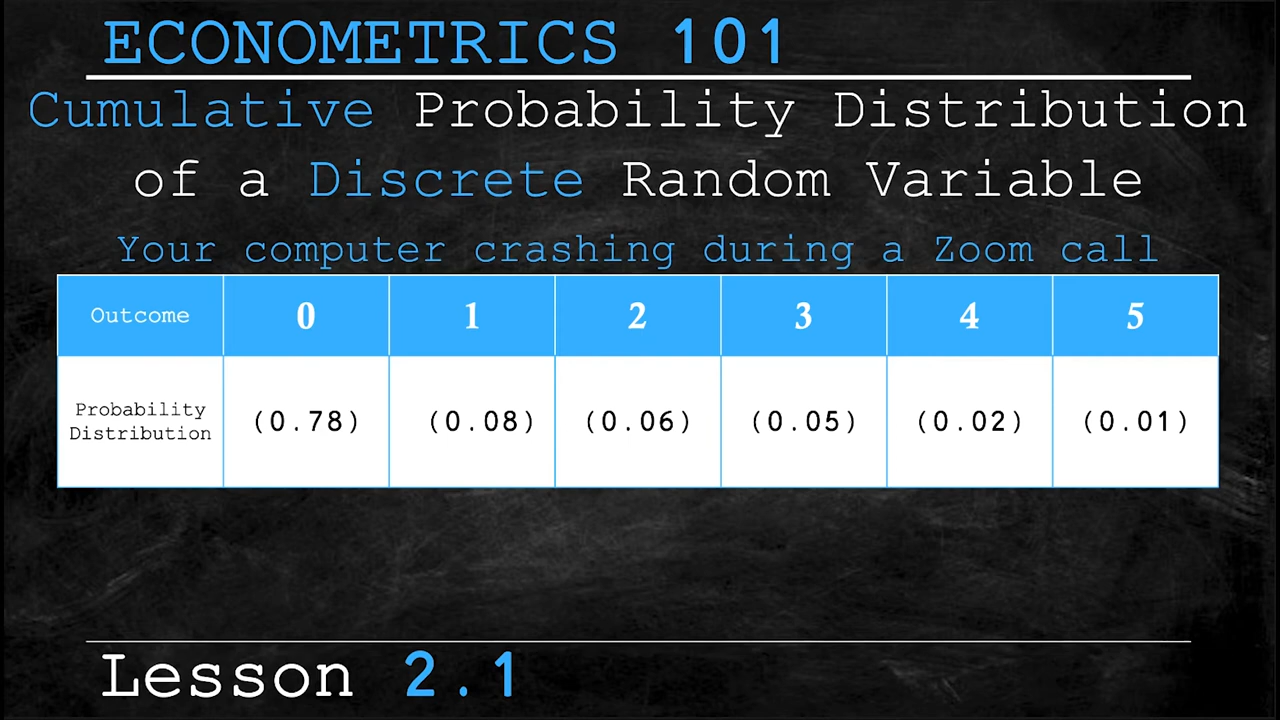 ECONOMETRICS 101
Cumulative Probability Distribution
of a Discrete Random Variable
Your computer crashing during a Zoom call
Outcome 0 1 2 3 4 5
Probability
Distribution (0.78) (0.08) (0.06) (0.05) (0.02) (0.01)
Lesson 2.1